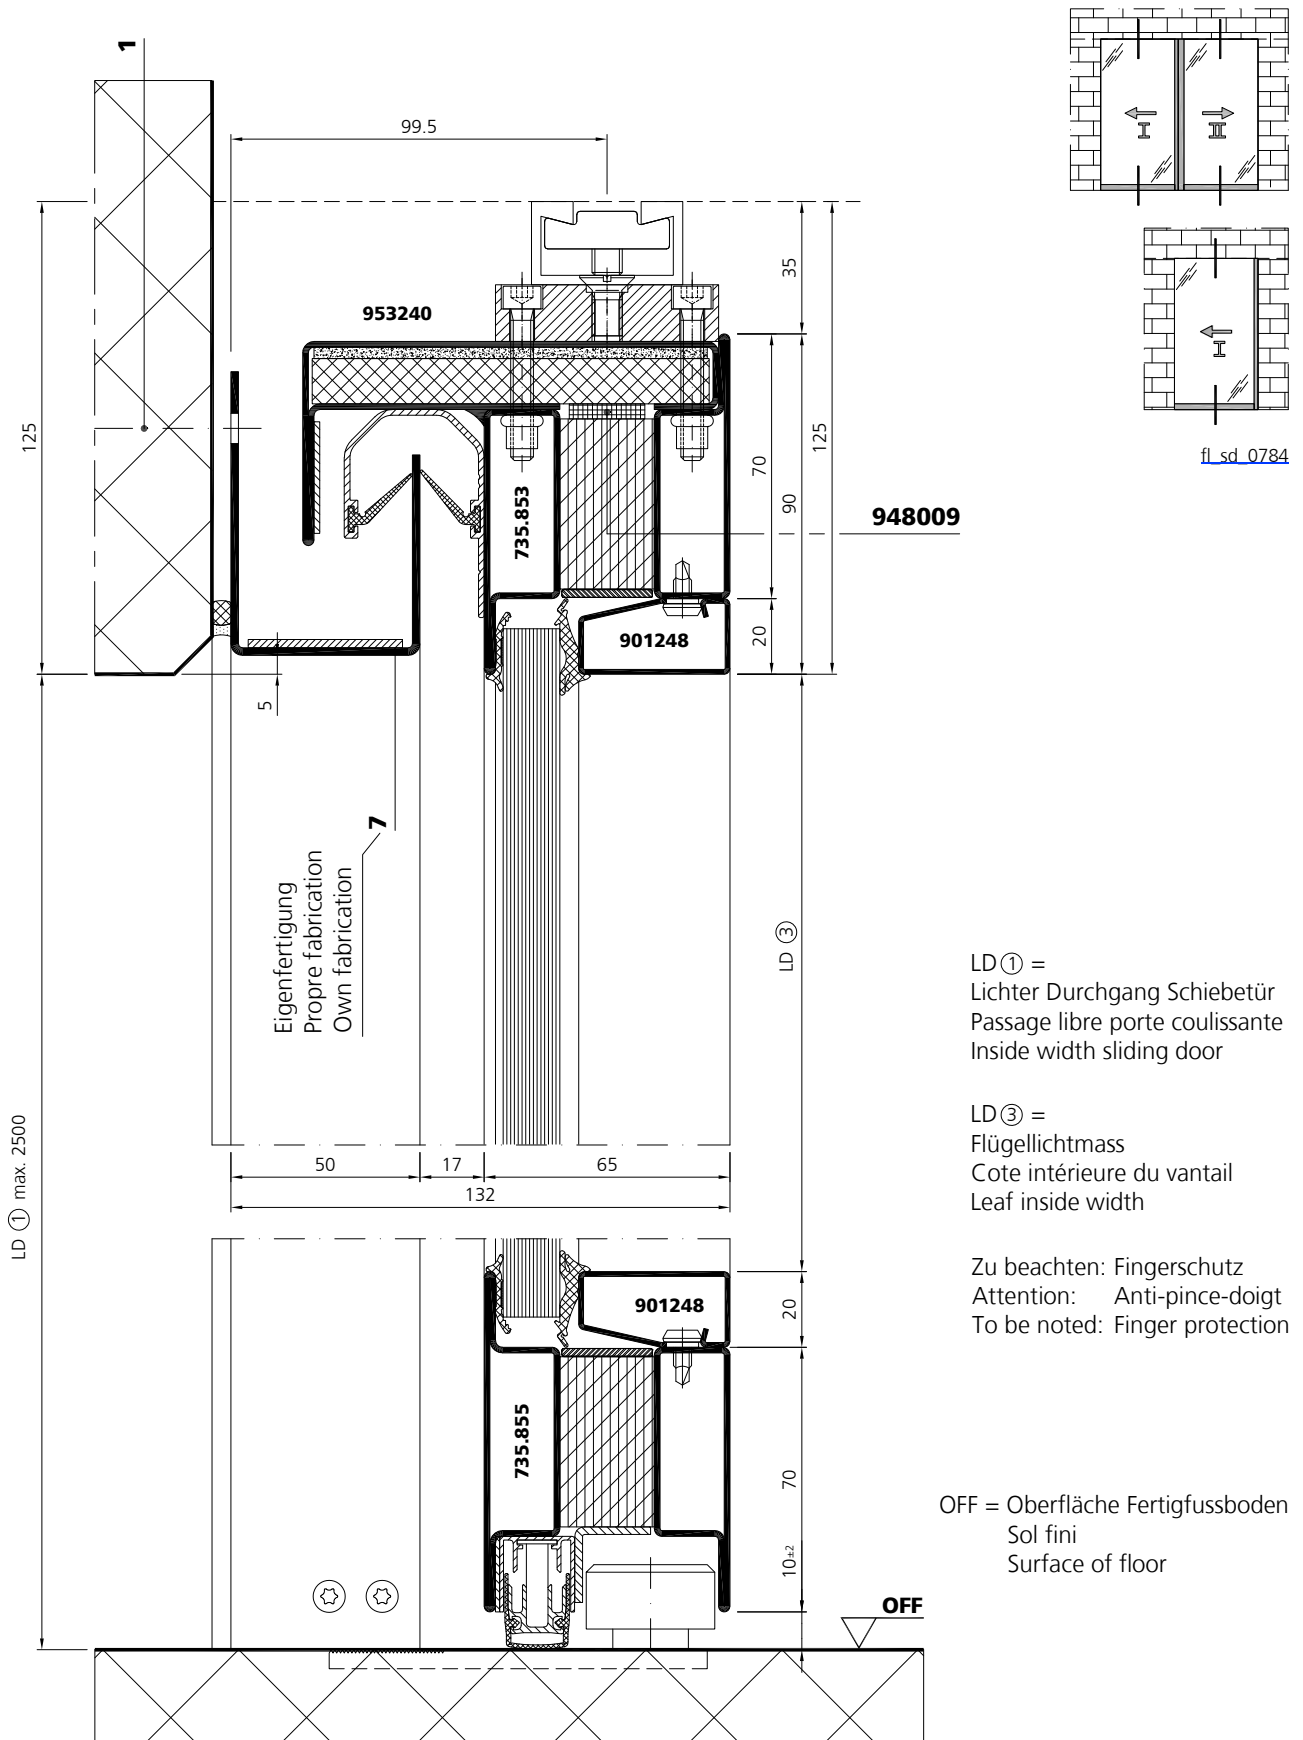 1
99.5
I
II
125
35
953240
125
I
fl_sd_0784
70
90
735.853
948009
901248
20
5
7
Eigenfertigung
Propre fabrication
Own fabrication
LD ③
LD① =
Lichter Durchgang Schiebetür
Passage libre porte coulissante
Inside width sliding door
LD③ =
Flügellichtmass
Cote intérieure du vantail
Leaf inside width
LD ① max. 2500
50
17
65
132
Zu beachten: Fingerschutz
Attention: Anti-pince-doigt
To be noted: Finger protection
901248
20
735.855
70
OFF = Oberfläche Fertigfussboden
Sol fini
Surface of floor
10±2
OFF